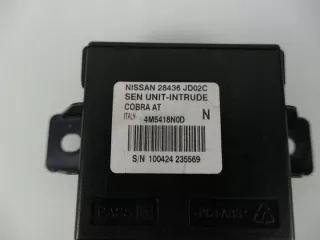 NISSAN 28436 JD02C
SEN UNIT-INTRUDE
COBRA AT
N
ITALY 4M5418N0D
S/N 100424 235569